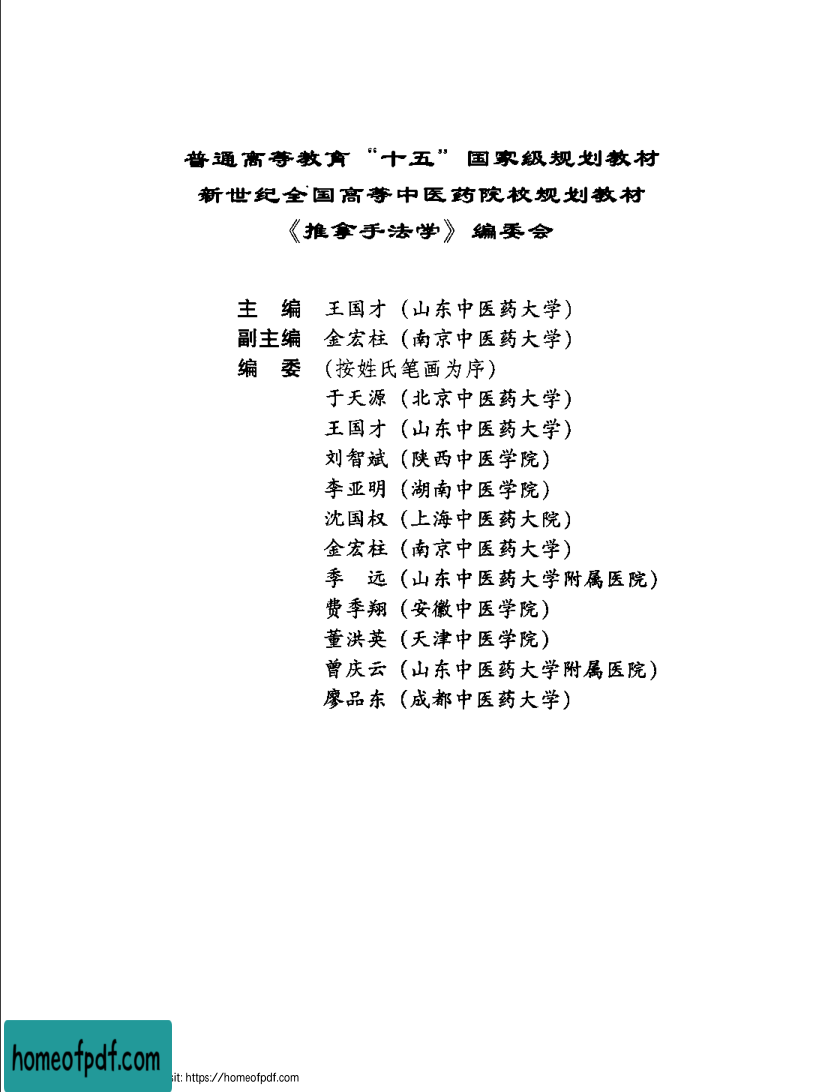 普通高等教育“十五”国家级规划教材
新世纪全国高等中医药院校规划教材
《推拿手法学》编委会
主　编　王国才（山东中医药大学）
副主编　金宏柱（南京中医药大学）
编　委　（按姓氏笔画为序）
于天源（北京中医药大学）
王国才（山东中医药大学）
刘智斌（陕西中医学院）
李亚明（湖南中医学院）
沈国权（上海中医药大院）
金宏柱（南京中医药大学）
季　远（山东中医药大学附属医院）
费季翔（安徽中医学院）
董洪英（天津中医学院）
曾庆云（山东中医药大学附属医院）
廖品东（成都中医药大学）
homeofpdf.com
sit: https://homeofpdf.com